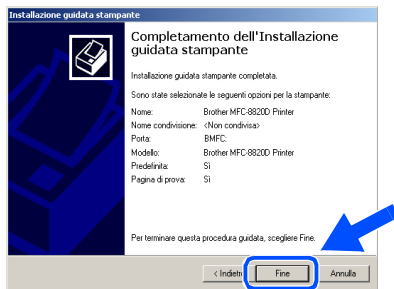 Installazione guidata stampante
Completamento dell'Installazione
guidata stampante
Installazione guidata stampante completata.
Sono state selezionate le seguenti opzioni per la stampante:
Nome: Brother MFC-8820D Printer
Nome condivisione: <Non condivisa>
Porta: BMFC:
Modello: Brother MFC-8820D Printer
Predefinita: Sì
Pagina di prova: Sì
Per terminare questa procedura guidata, scegliere Fine.
< Indietro Fine Annulla